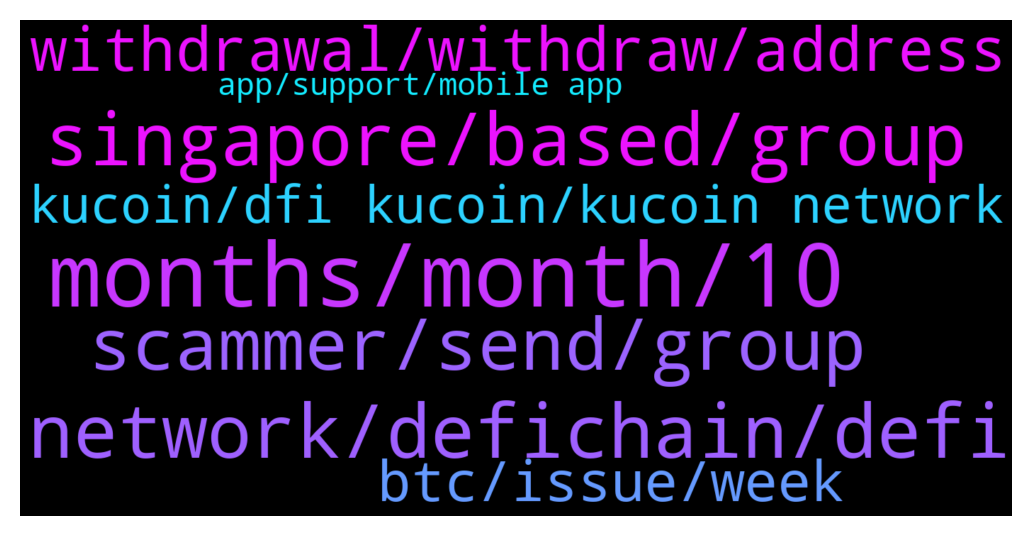 withdrawal/withdraw/address
app/support/mobile app
singapore/based/group
kucoin/dfi kucoin/kucoin network
months/month/10
scammer/send/group
network/defichain/defi
btc/issue/week